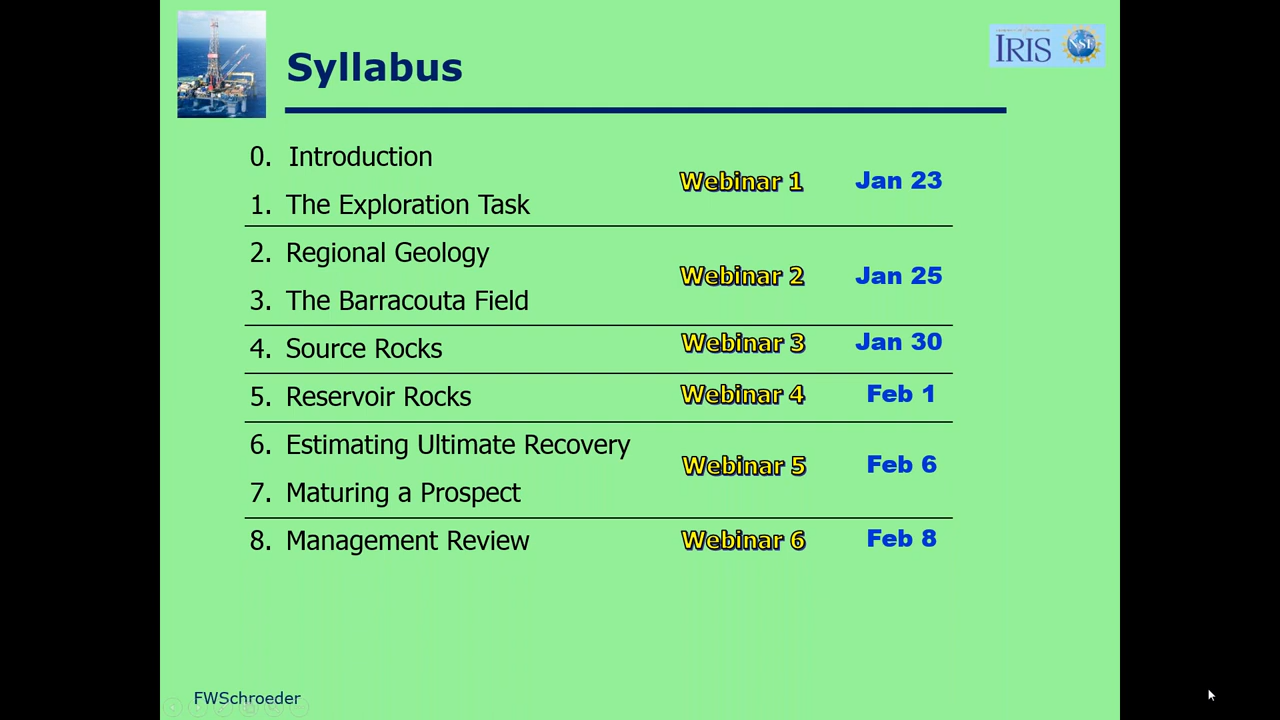 Syllabus
IRIS NSF
0. Introduction
1. The Exploration Task
Webinar 1 Jan 23
2. Regional Geology
3. The Barracouta Field
Webinar 2 Jan 25
4. Source Rocks Webinar 3 Jan 30
5. Reservoir Rocks Webinar 4 Feb 1
6. Estimating Ultimate Recovery
7. Maturing a Prospect
Webinar 5 Feb 6
8. Management Review Webinar 6 Feb 8
FWSchroeder